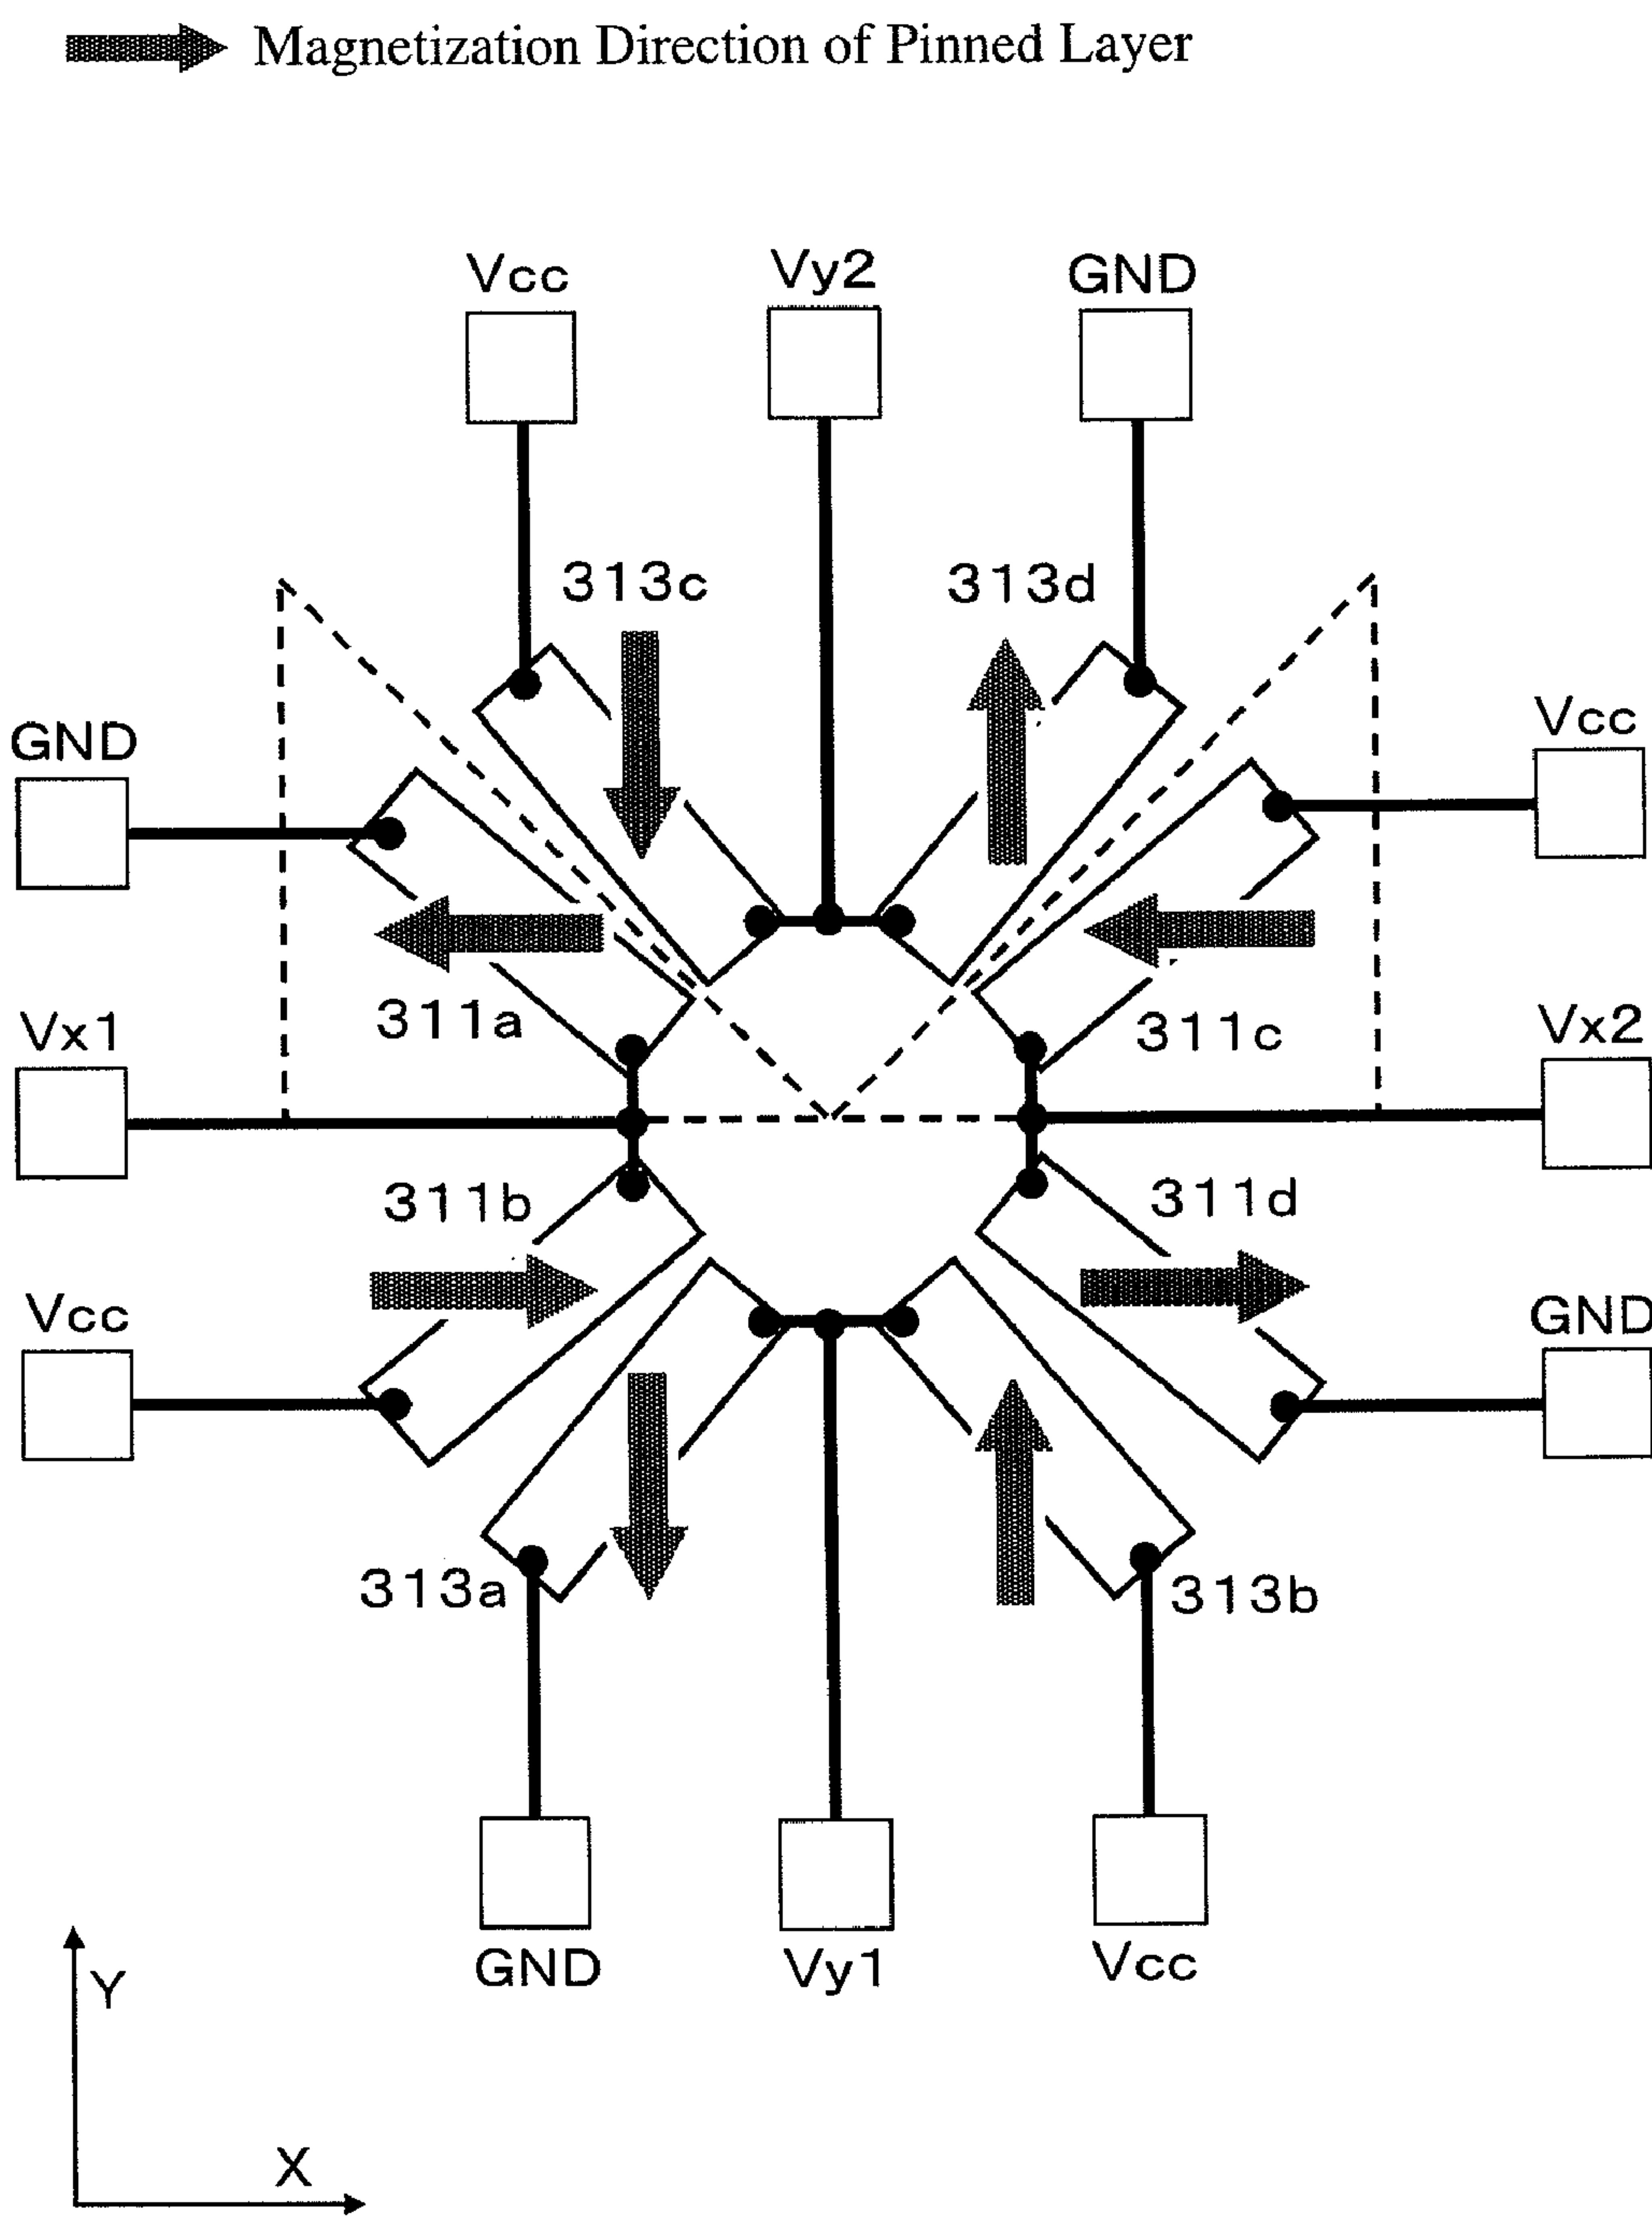 Magnetization Direction of Pinned Layer
Vcc
Vy2
GND
313c
313d
GND
Vcc
311a
311c
Vx1
Vx2
311b
311d
Vcc
GND
313a
313b
GND
Vy1
Vcc
Y
X